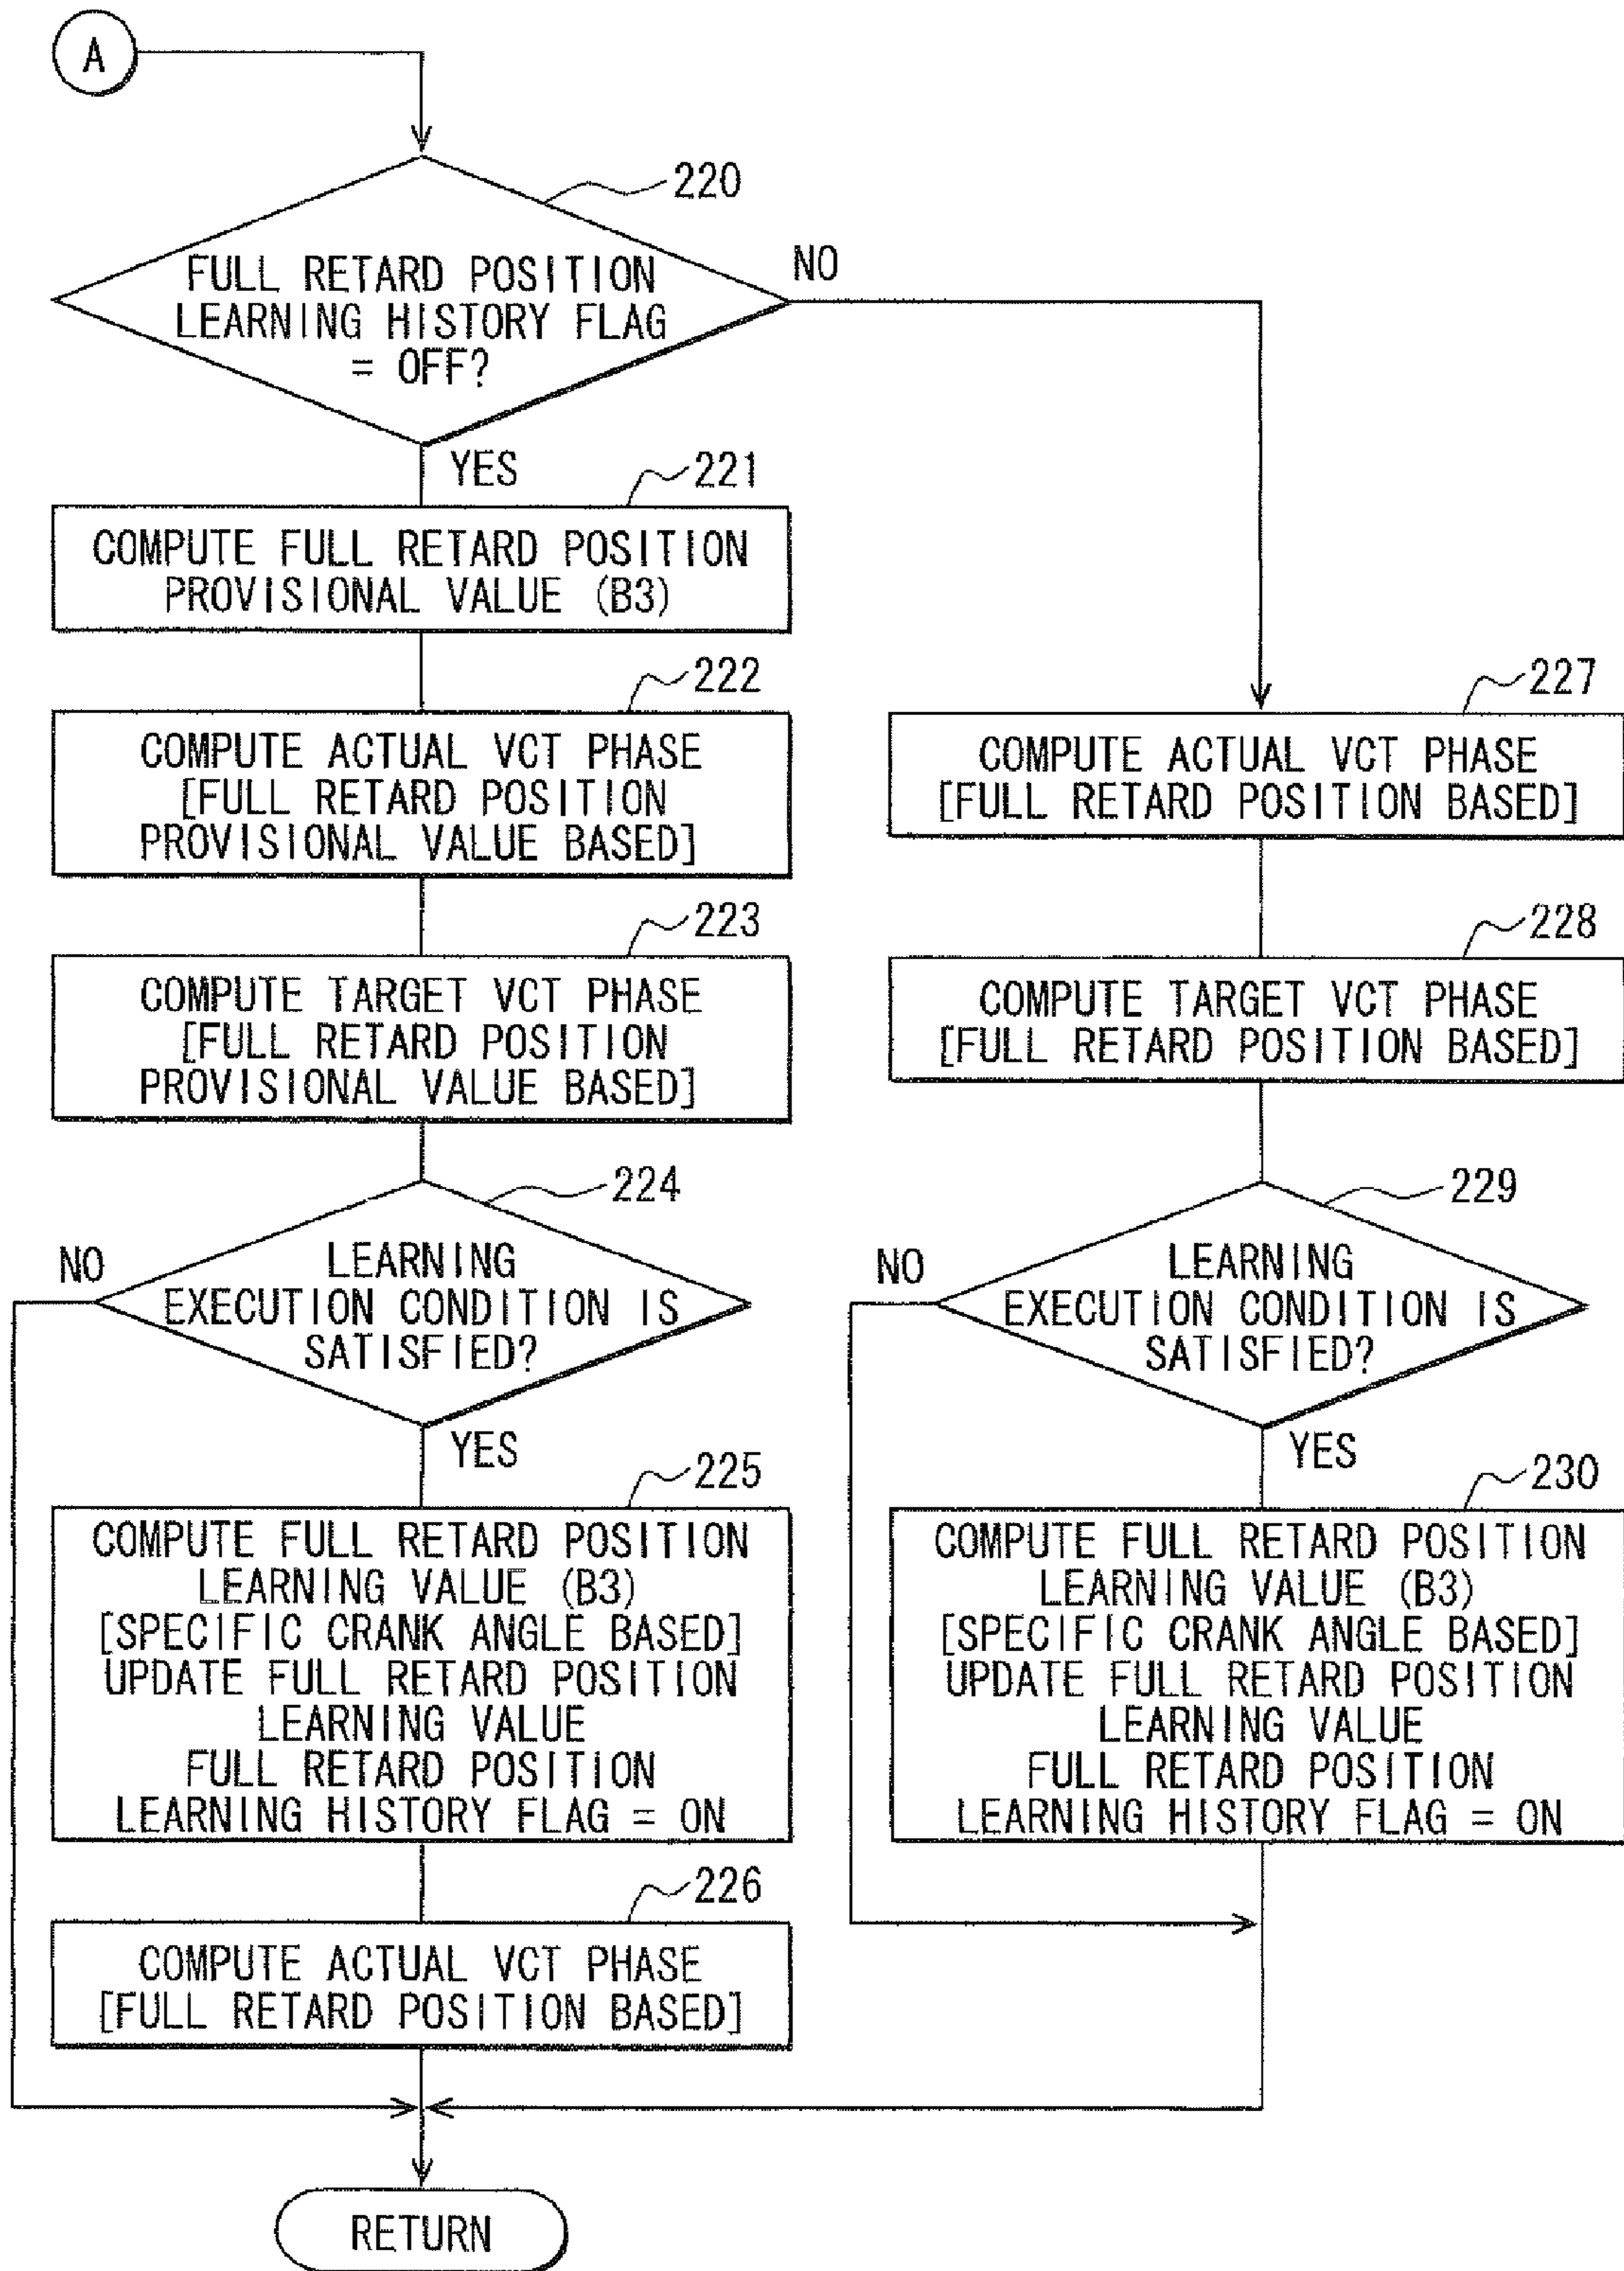 A
220
FULL RETARD POSITION
LEARNING HISTORY FLAG
= OFF?
NO
YES
221
COMPUTE FULL RETARD POSITION
PROVISIONAL VALUE (B3)
222
COMPUTE ACTUAL VCT PHASE
[FULL RETARD POSITION
PROVISIONAL VALUE BASED]
223
COMPUTE TARGET VCT PHASE
[FULL RETARD POSITION
PROVISIONAL VALUE BASED]
224
NO
LEARNING
EXECUTION CONDITION IS
SATISFIED?
YES
225
COMPUTE FULL RETARD POSITION
LEARNING VALUE (B3)
[SPECIFIC CRANK ANGLE BASED]
UPDATE FULL RETARD POSITION
LEARNING VALUE
FULL RETARD POSITION
LEARNING HISTORY FLAG = ON
226
COMPUTE ACTUAL VCT PHASE
[FULL RETARD POSITION BASED]
227
COMPUTE ACTUAL VCT PHASE
[FULL RETARD POSITION BASED]
228
COMPUTE TARGET VCT PHASE
[FULL RETARD POSITION BASED]
229
NO
LEARNING
EXECUTION CONDITION IS
SATISFIED?
YES
230
COMPUTE FULL RETARD POSITION
LEARNING VALUE (B3)
[SPECIFIC CRANK ANGLE BASED]
UPDATE FULL RETARD POSITION
LEARNING VALUE
FULL RETARD POSITION
LEARNING HISTORY FLAG = ON
RETURN